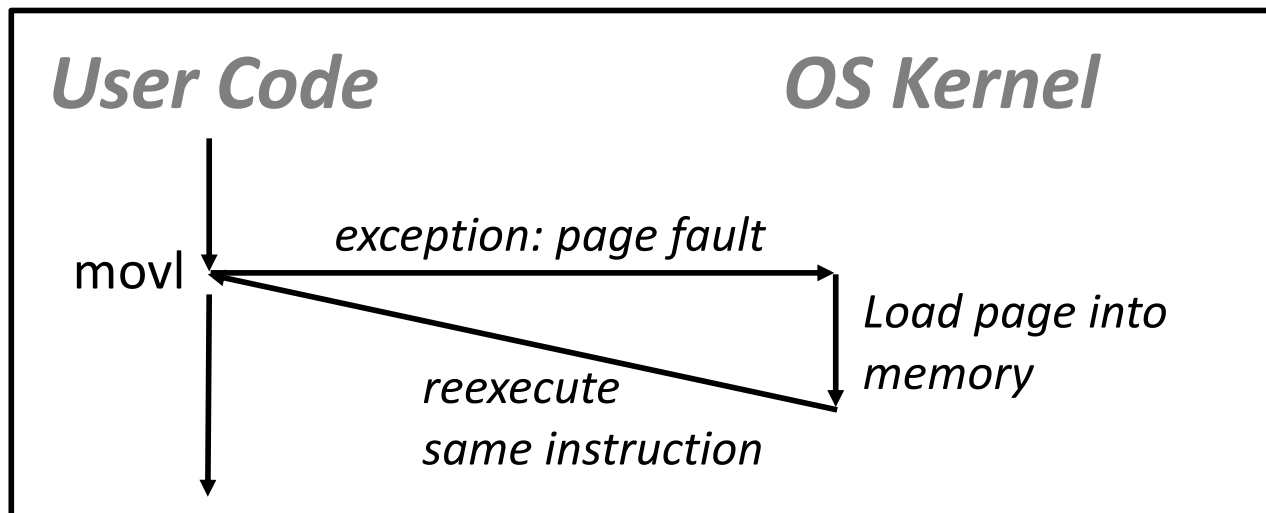 User Code
OS Kernel
exception: page fault
movl
Load page into
memory
reexecute
same instruction